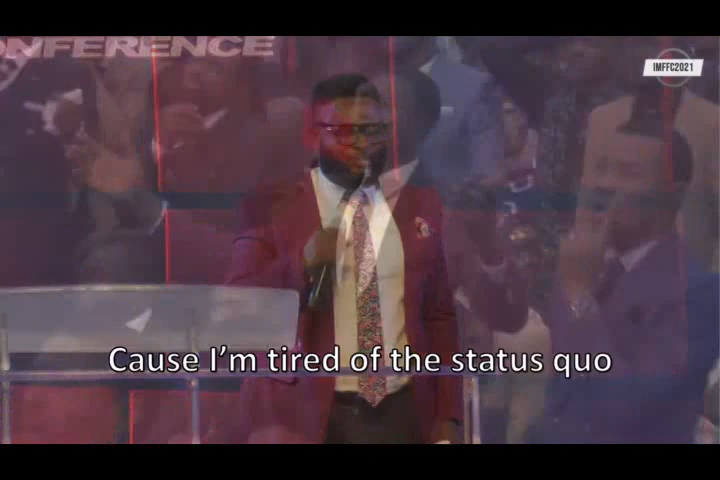 ONFERENCE
IMFFC2021
Cause I'm tired of the status quo